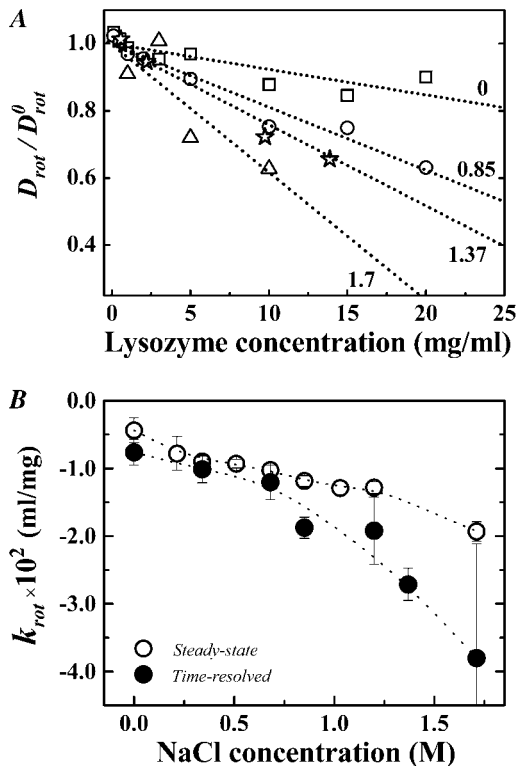 A
1.0
0.8
0.6
0.4
D_rot / D^0_rot
0
0.85
1.37
1.7
0 5 10 15 20 25
Lysozyme concentration (mg/ml)
B
0.0
-1.0
-2.0
-3.0
-4.0
k_rot ×10^2 (ml/mg)
Steady-state
Time-resolved
0.0 0.5 1.0 1.5
NaCl concentration (M)